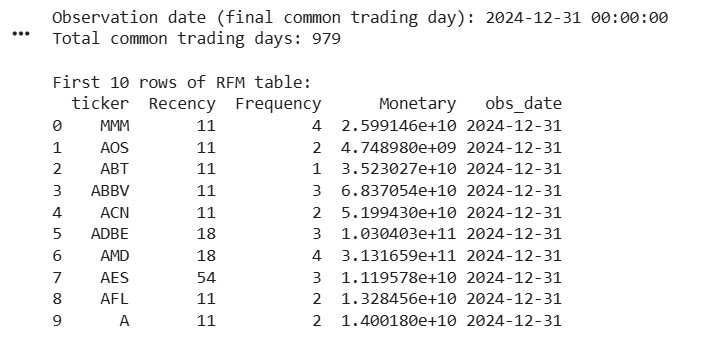 Observation date (final common trading day): 2024-12-31 00:00:00
Total common trading days: 979
First 10 rows of RFM table:
ticker Recency Frequency Monetary obs_date
0 MMM 11 4 2.599146e+10 2024-12-31
1 AOS 11 2 4.748980e+09 2024-12-31
2 ABT 11 1 3.523027e+10 2024-12-31
3 ABBV 11 3 6.837054e+10 2024-12-31
4 ACN 11 2 5.199430e+10 2024-12-31
5 ADBE 18 3 1.030403e+11 2024-12-31
6 AMD 18 4 3.131659e+11 2024-12-31
7 AES 54 3 1.119578e+10 2024-12-31
8 AFL 11 2 1.328456e+10 2024-12-31
9 A 11 2 1.400180e+10 2024-12-31